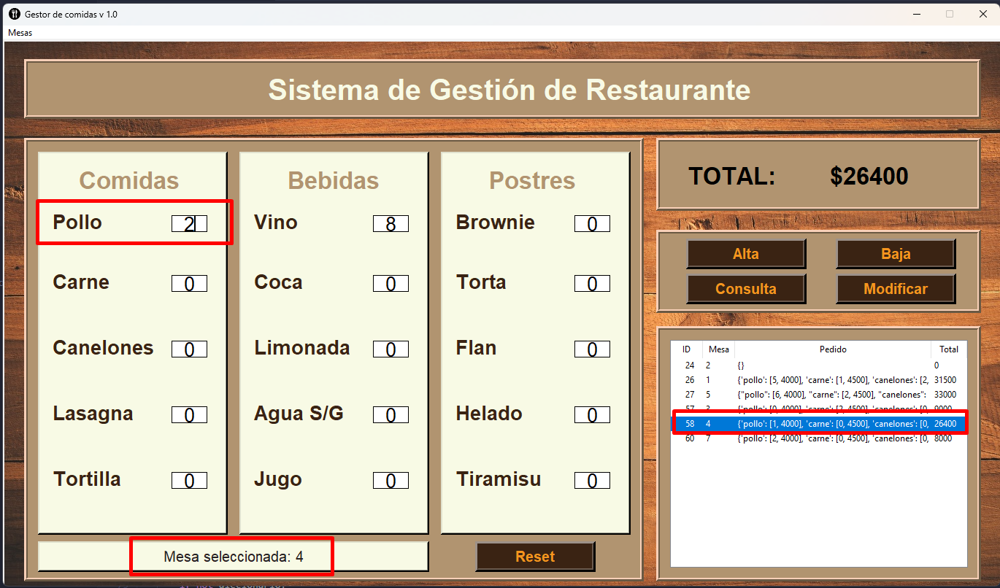 Gestor de comidas v 1.0
Mesas
Sistema de Gestión de Restaurante
Comidas
Pollo 2
Carne 0
Canelones 0
Lasagna 0
Tortilla 0
Bebidas
Vino 8
Coca 0
Limonada 0
Agua S/G 0
Jugo 0
Postres
Brownie 0
Torta 0
Flan 0
Helado 0
Tiramisu 0
Mesa seleccionada: 4
Reset
TOTAL: $26400
Alta Baja
Consulta Modificar
ID Mesa Pedido Total
24 2 {} 0
26 1 {'pollo': [5, 4000], 'carne': [1, 4500], 'canelones': [2, 31500
27 5 {"pollo": [6, 4000], "carne": [2, 4500], "canelones": 33000
57 3 {'pollo': [0, 4000], 'carne': [2, 4500], 'canelones': [0, 9000
58 4 {'pollo': [1, 4000], 'carne': [0, 4500], 'canelones': [0, 26400
60 7 {'pollo': [2, 4000], 'carne': [0, 4500], 'canelones': [0, 8000